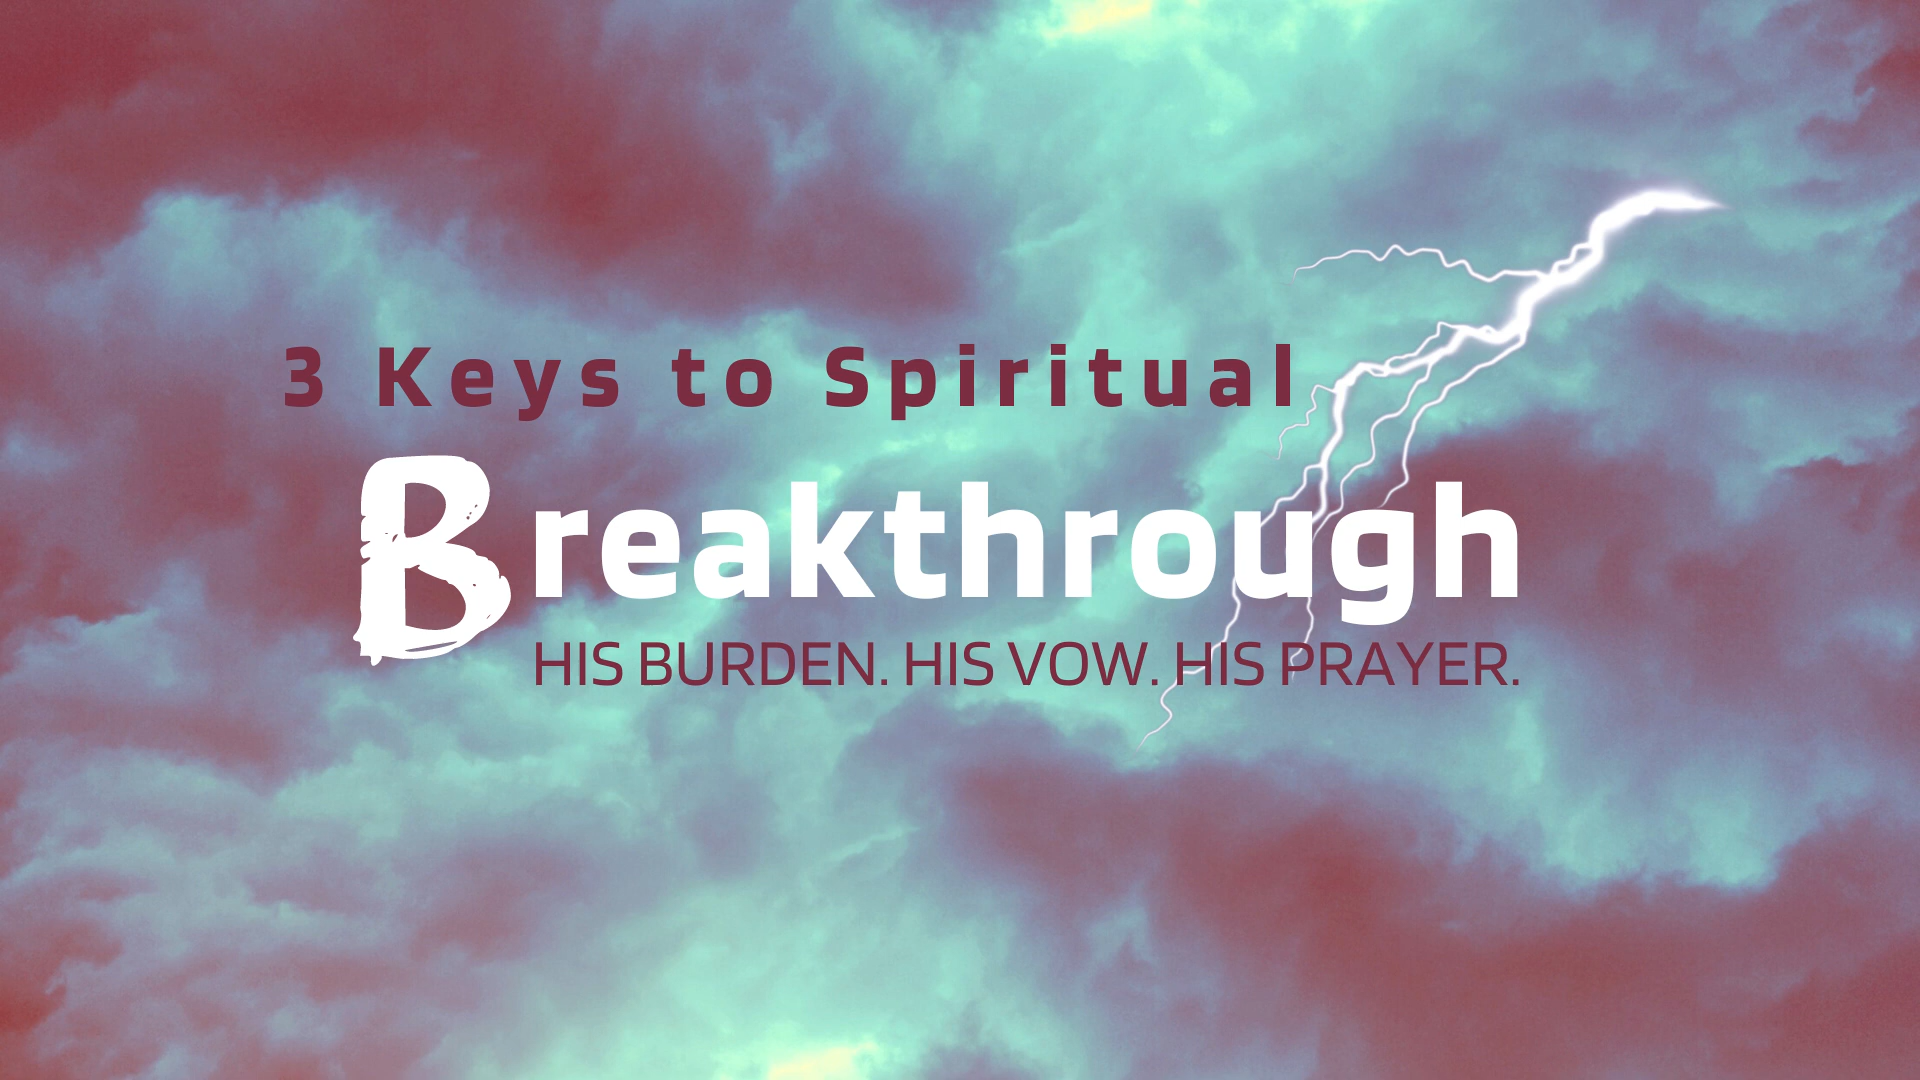 3 Keys to Spiritual
Breakthrough
HIS BURDEN. HIS VOW. HIS PRAYER.